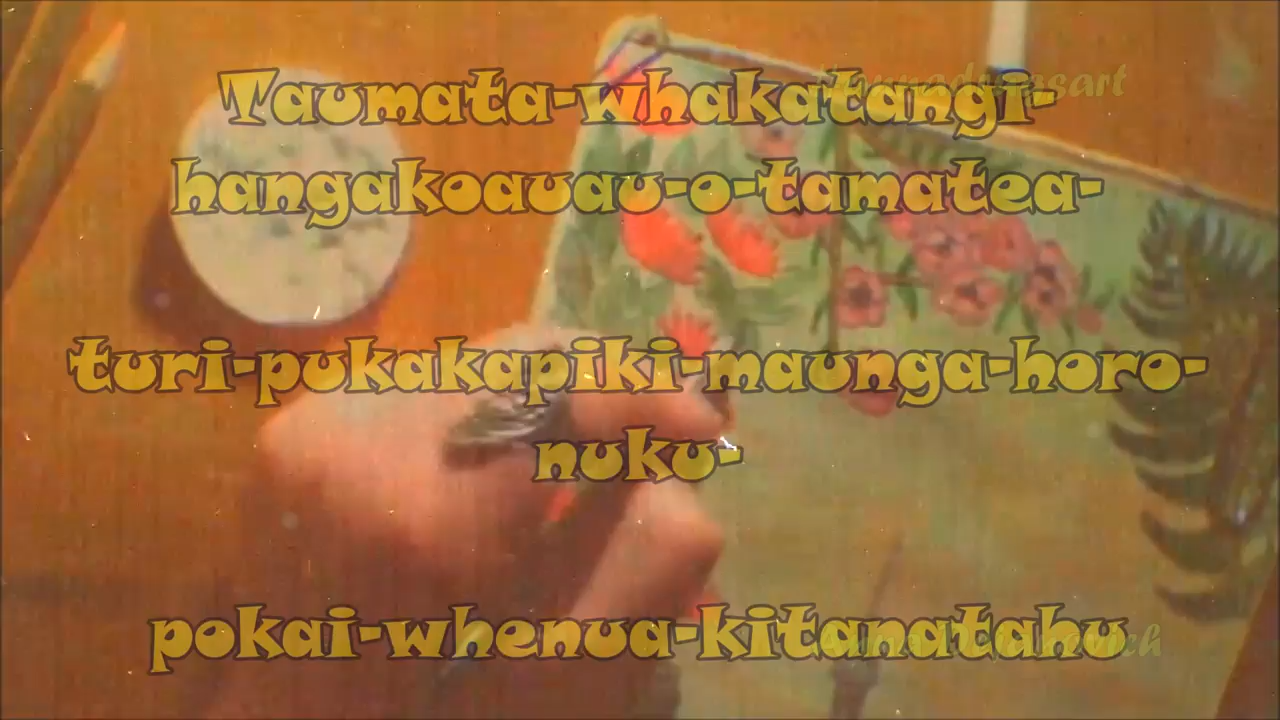 Taumata-whakatangi-
hangakoauau-o-tamatea-
turi-pukakapiki-maunga-horo-
nuku-
pokai-whenua-kitanatahu